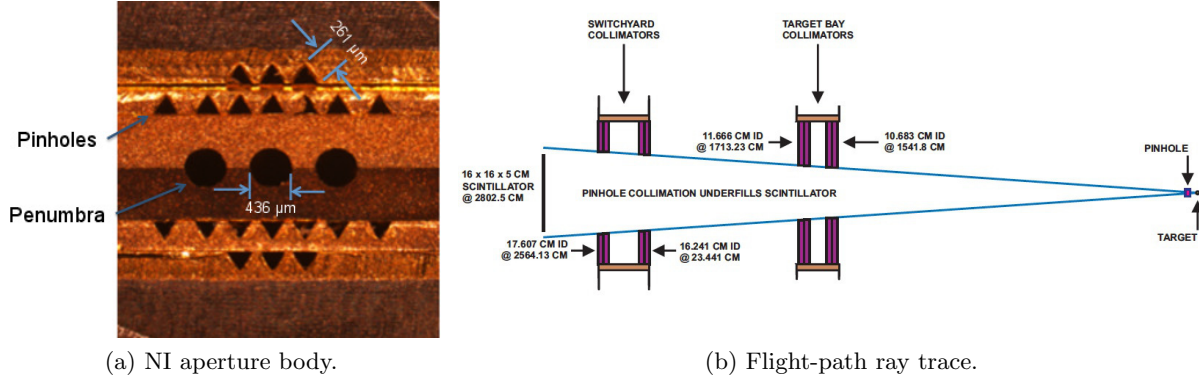 261 µm
Pinholes
Penumbra
436 µm
(a) NI aperture body.
SWITCHYARD
COLLIMATORS
TARGET BAY
COLLIMATORS
11.666 CM ID
@ 1713.23 CM
10.683 CM ID
@ 1541.8 CM
PINHOLE
16 x 16 x 5 CM
SCINTILLATOR
@ 2802.5 CM
PINHOLE COLLIMATION UNDERFILLS SCINTILLATOR
TARGET
17.607 CM ID
@ 2564.13 CM
16.241 CM ID
@ 23.441 CM
(b) Flight-path ray trace.